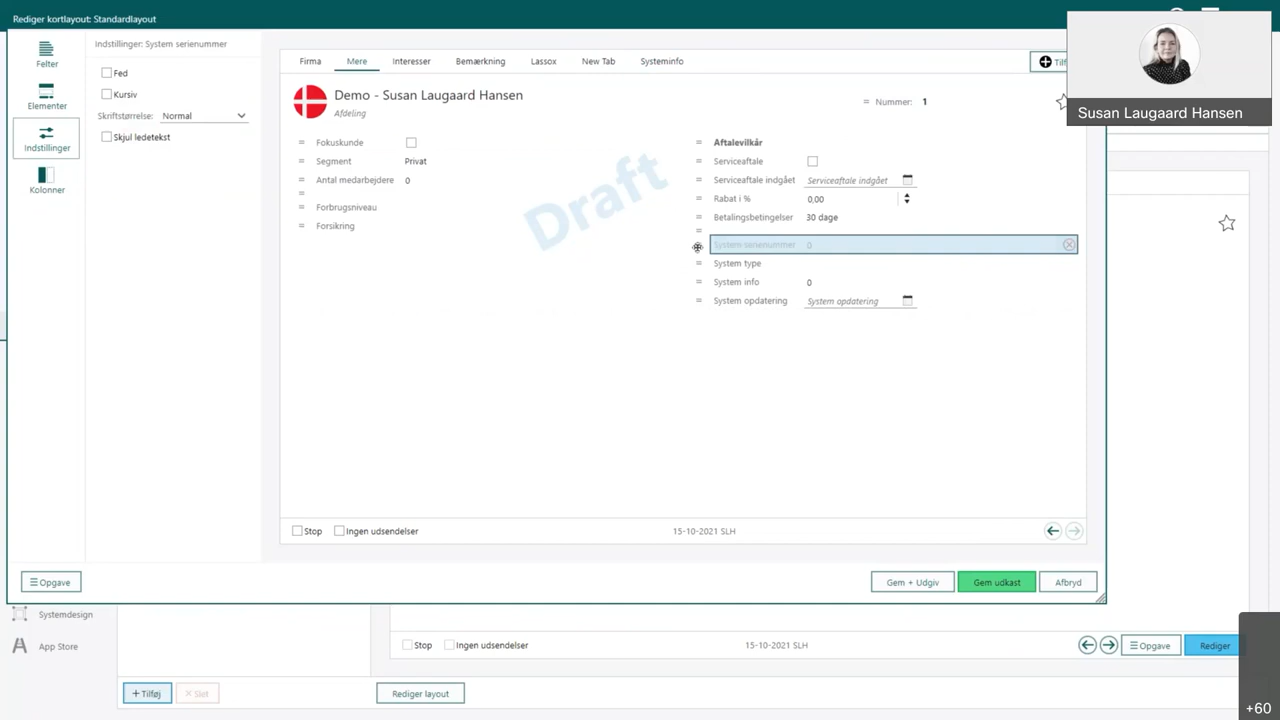 Rediger kortlayout: Standardlayout
Susan Laugaard Hansen
Felter
Elementer
Indstillinger
Kolonner
Indstillinger: System serienummer
Fed
Kursiv
Skriftstørrelse: Normal
Skjul ledetekst
Firma Mere Interesser Bemærkning Lassox New Tab Systeminfo
Demo - Susan Laugaard Hansen
Afdeling
= Nummer: 1
= Fokuskunde
= Segment Privat
= Antal medarbejdere 0
=
= Forbrugsniveau
= Forsikring
Draft
= Aftalevilkår
= Serviceaftale
= Serviceaftale indgået Serviceaftale indgået
= Rabat i % 0,00
= Betalingsbetingelser 30 dage
=
System serienummer 0
= System type
= System info 0
= System opdatering System opdatering
Stop Ingen udsendelser 15-10-2021 SLH
Opgave Gem + Udgiv Gem udkast Afbryd
Systemdesign
App Store
Stop Ingen udsendelser 15-10-2021 SLH Opgave Rediger
+ Tilføj × Slet Rediger layout
+60